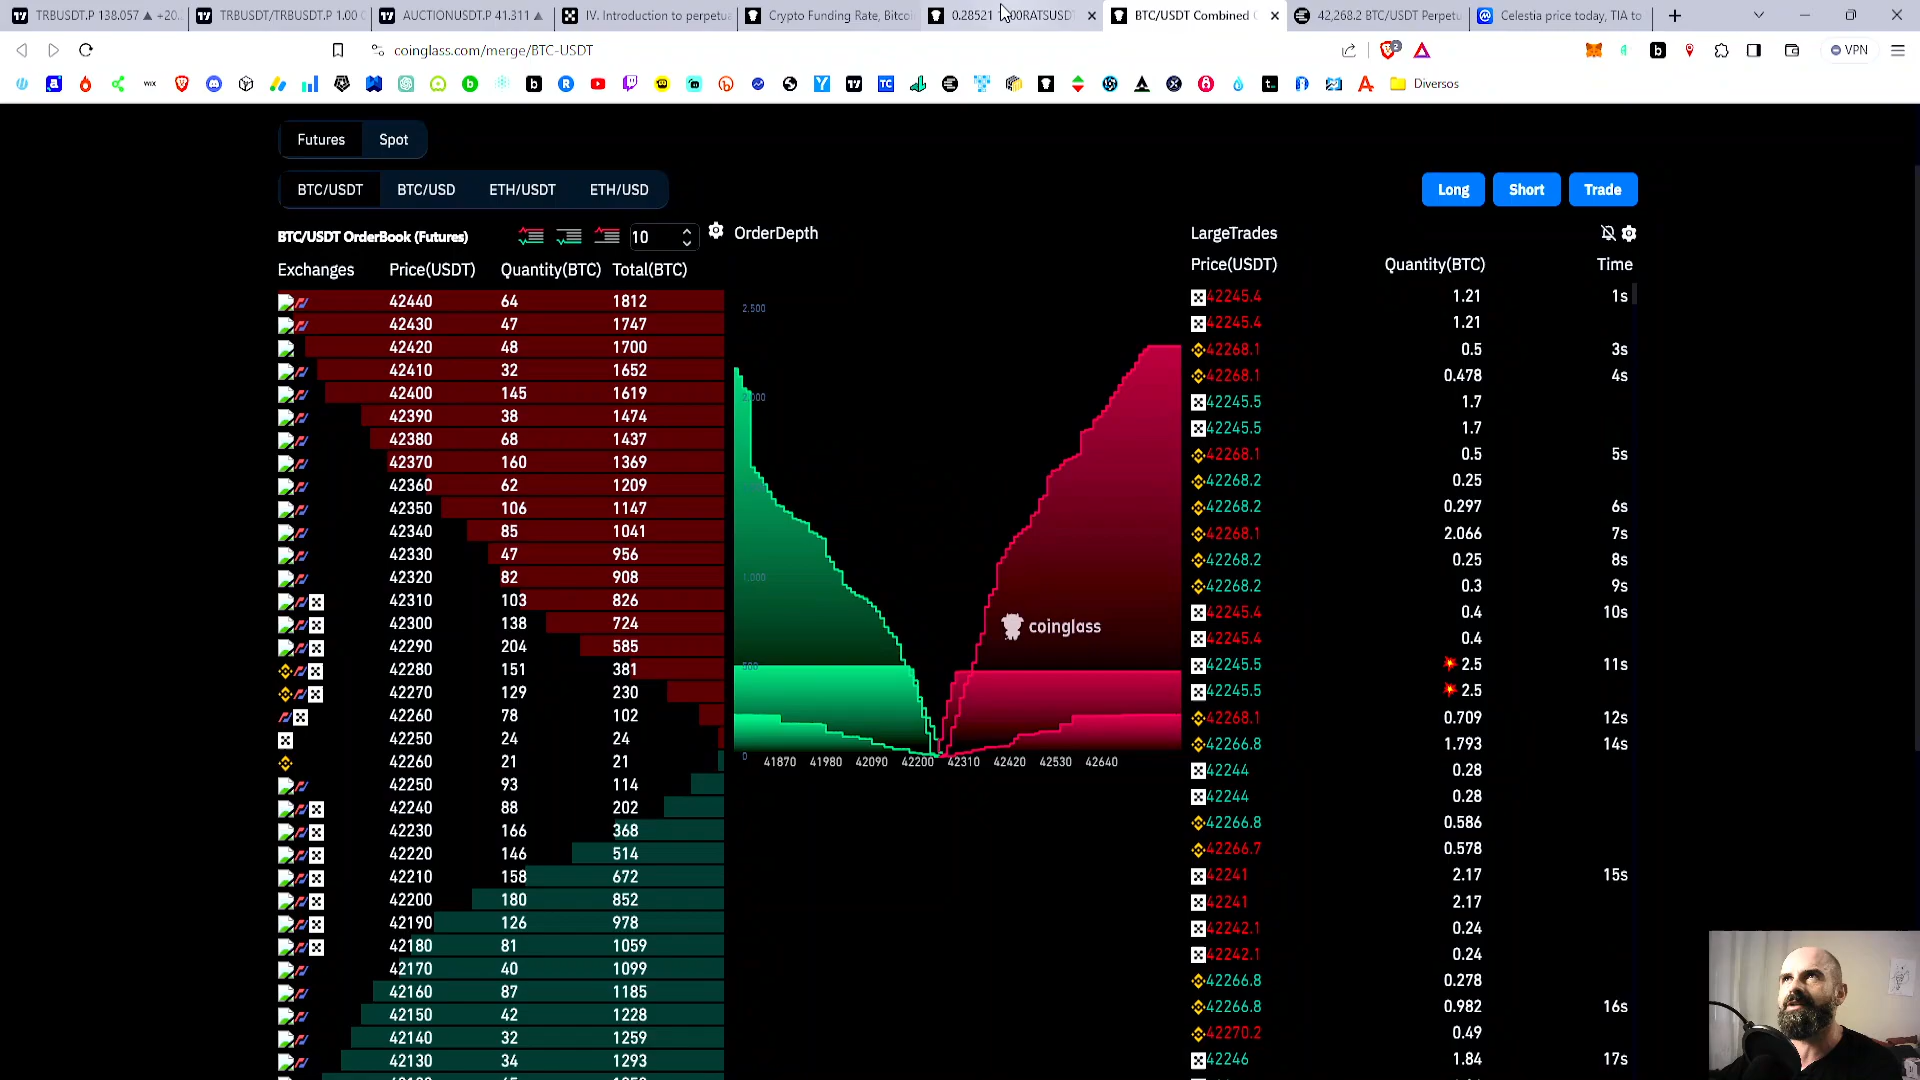 TRBUSDT.P 138.057 ▲ +20...
TRBUSDT/TRBUSDT.P 1.00
AUCTIONUSDT.P 41.311 ▲
IV. Introduction to perpetua
Crypto Funding Rate, Bitcoi
0.28521
00RATSUSDT
BTC/USDT Combined
42,268.2 BTC/USDT Perpetu
Celestia price today, TIA to
coinglass.com/merge/BTC-USDT
2
VPN
Diversos
Futures
Spot
BTC/USDT
BTC/USD
ETH/USDT
ETH/USD
Long
Short
Trade
BTC/USDT OrderBook (Futures)
10
Exchanges Price(USDT) Quantity(BTC) Total(BTC)
42440 64 1812
42430 47 1747
42420 48 1700
42410 32 1652
42400 145 1619
42390 38 1474
42380 68 1437
42370 160 1369
42360 62 1209
42350 106 1147
42340 85 1041
42330 47 956
42320 82 908
42310 103 826
42300 138 724
42290 204 585
42280 151 381
42270 129 230
42260 78 102
42250 24 24
42260 21 21
42250 93 114
42240 88 202
42230 166 368
42220 146 514
42210 158 672
42200 180 852
42190 126 978
42180 81 1059
42170 40 1099
42160 87 1185
42150 42 1228
42140 32 1259
42130 34 1293
OrderDepth
2.500
2.000
1.000
500
0
coinglass
41870 41980 42090 42200 42310 42420 42530 42640
LargeTrades
Price(USDT) Quantity(BTC) Time
42245.4 1.21 1s
42245.4 1.21
42268.1 0.5 3s
42268.1 0.478 4s
42245.5 1.7
42245.5 1.7
42268.1 0.5 5s
42268.2 0.25
42268.2 0.297 6s
42268.1 2.066 7s
42268.2 0.25 8s
42268.2 0.3 9s
42245.4 0.4 10s
42245.4 0.4
42245.5 2.5 11s
42245.5 2.5
42268.1 0.709 12s
42266.8 1.793 14s
42244 0.28
42244 0.28
42266.8 0.586
42266.7 0.578
42241 2.17 15s
42241 2.17
42242.1 0.24
42242.1 0.24
42266.8 0.278
42266.8 0.982 16s
42270.2 0.49
42246 1.84 17s